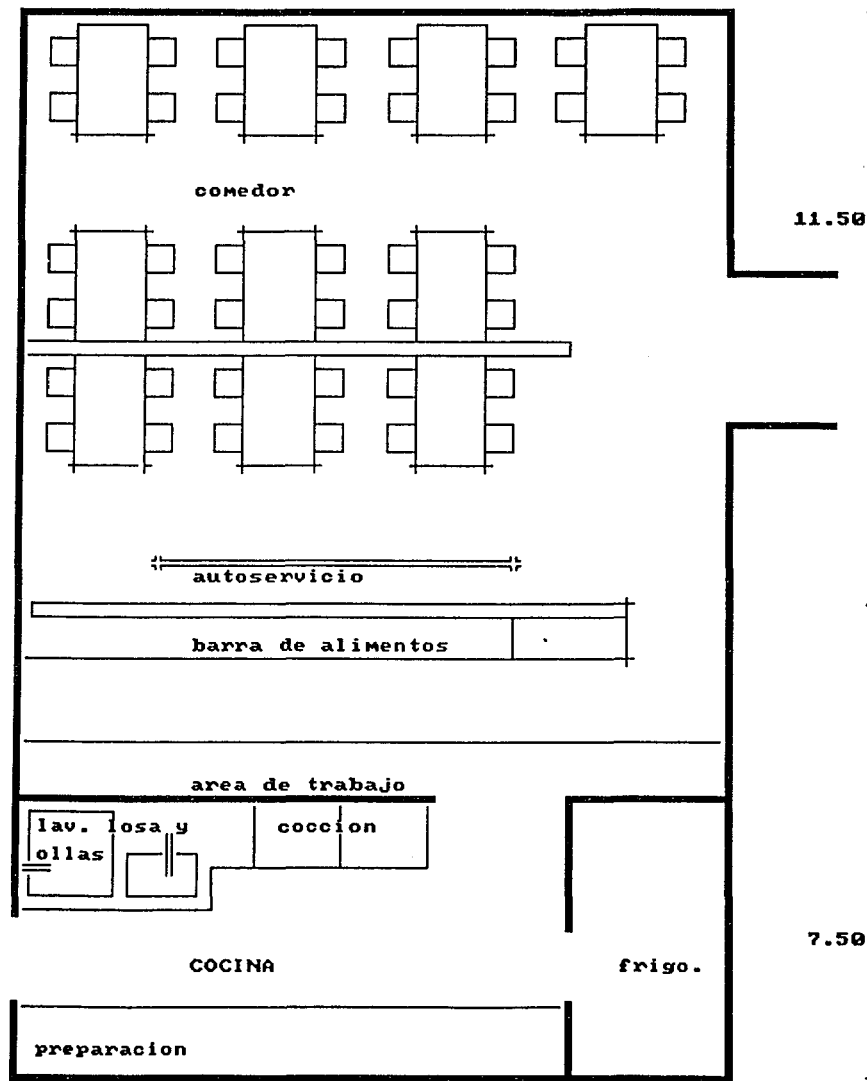 comedor
11.50
autoservicio
barra de alimentos
area de trabajo
lav. losa y
coccion
ollas
COCINA
frigo.
7.50
preparacion